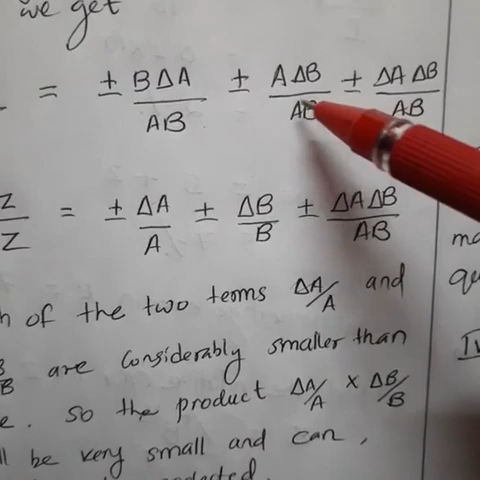 we get
= ± BΔA/AB ± AΔB/AB ± ΔAΔB/AB
Z/Z = ± ΔA/A ± ΔB/B ± ΔAΔB/AB
of the two terms ΔA/A and
B are considerably smaller than
so the product ΔA/A × ΔB/B
be very small and can,
neglected.